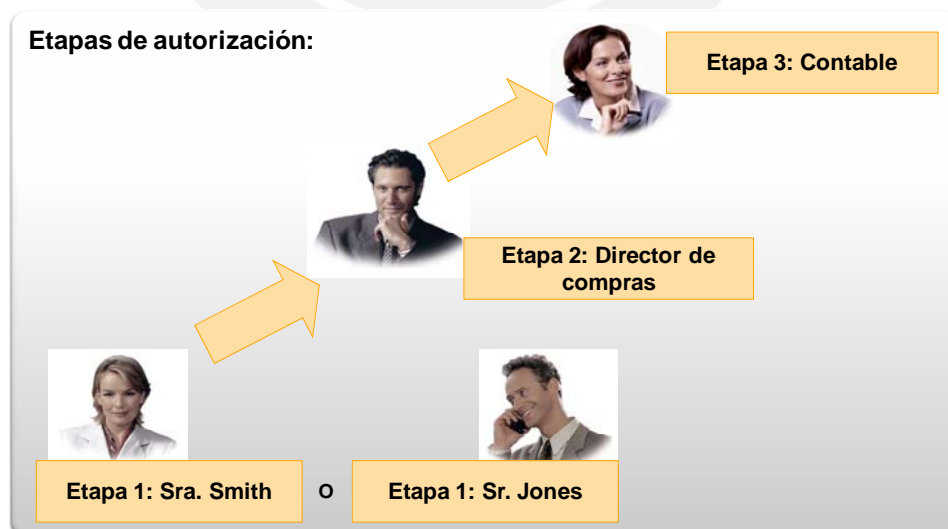 Etapas de autorización:
Etapa 3: Contable
Etapa 2: Director de
compras
Etapa 1: Sra. Smith
O
Etapa 1: Sr. Jones